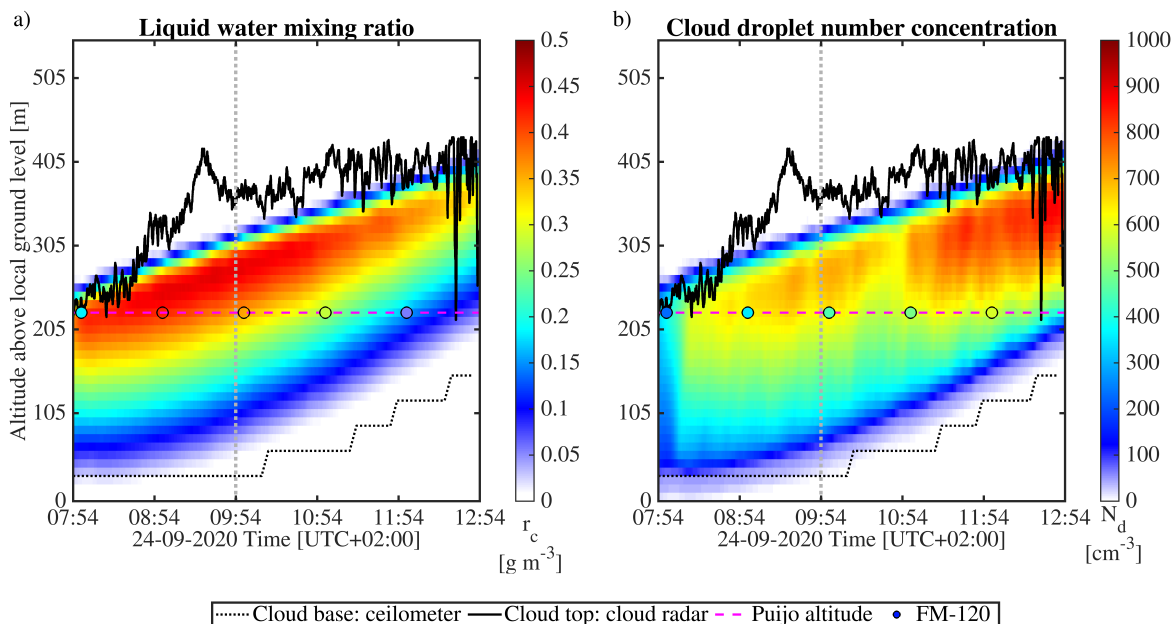 a)
Liquid water mixing ratio
Altitude above local ground level [m]
505
405
305
205
105
0
07:54 08:54 09:54 10:54 11:54 12:54
24-09-2020 Time [UTC+02:00]
0.5
0.45
0.4
0.35
0.3
0.25
0.2
0.15
0.1
0.05
0
r_c
[g m⁻³]
b)
Cloud droplet number concentration
505
405
305
205
105
0
07:54 08:54 09:54 10:54 11:54 12:54
24-09-2020 Time [UTC+02:00]
1000
900
800
700
600
500
400
300
200
100
0
N_d
[cm⁻³]
Cloud base: ceilometer Cloud top: cloud radar Puijo altitude FM-120